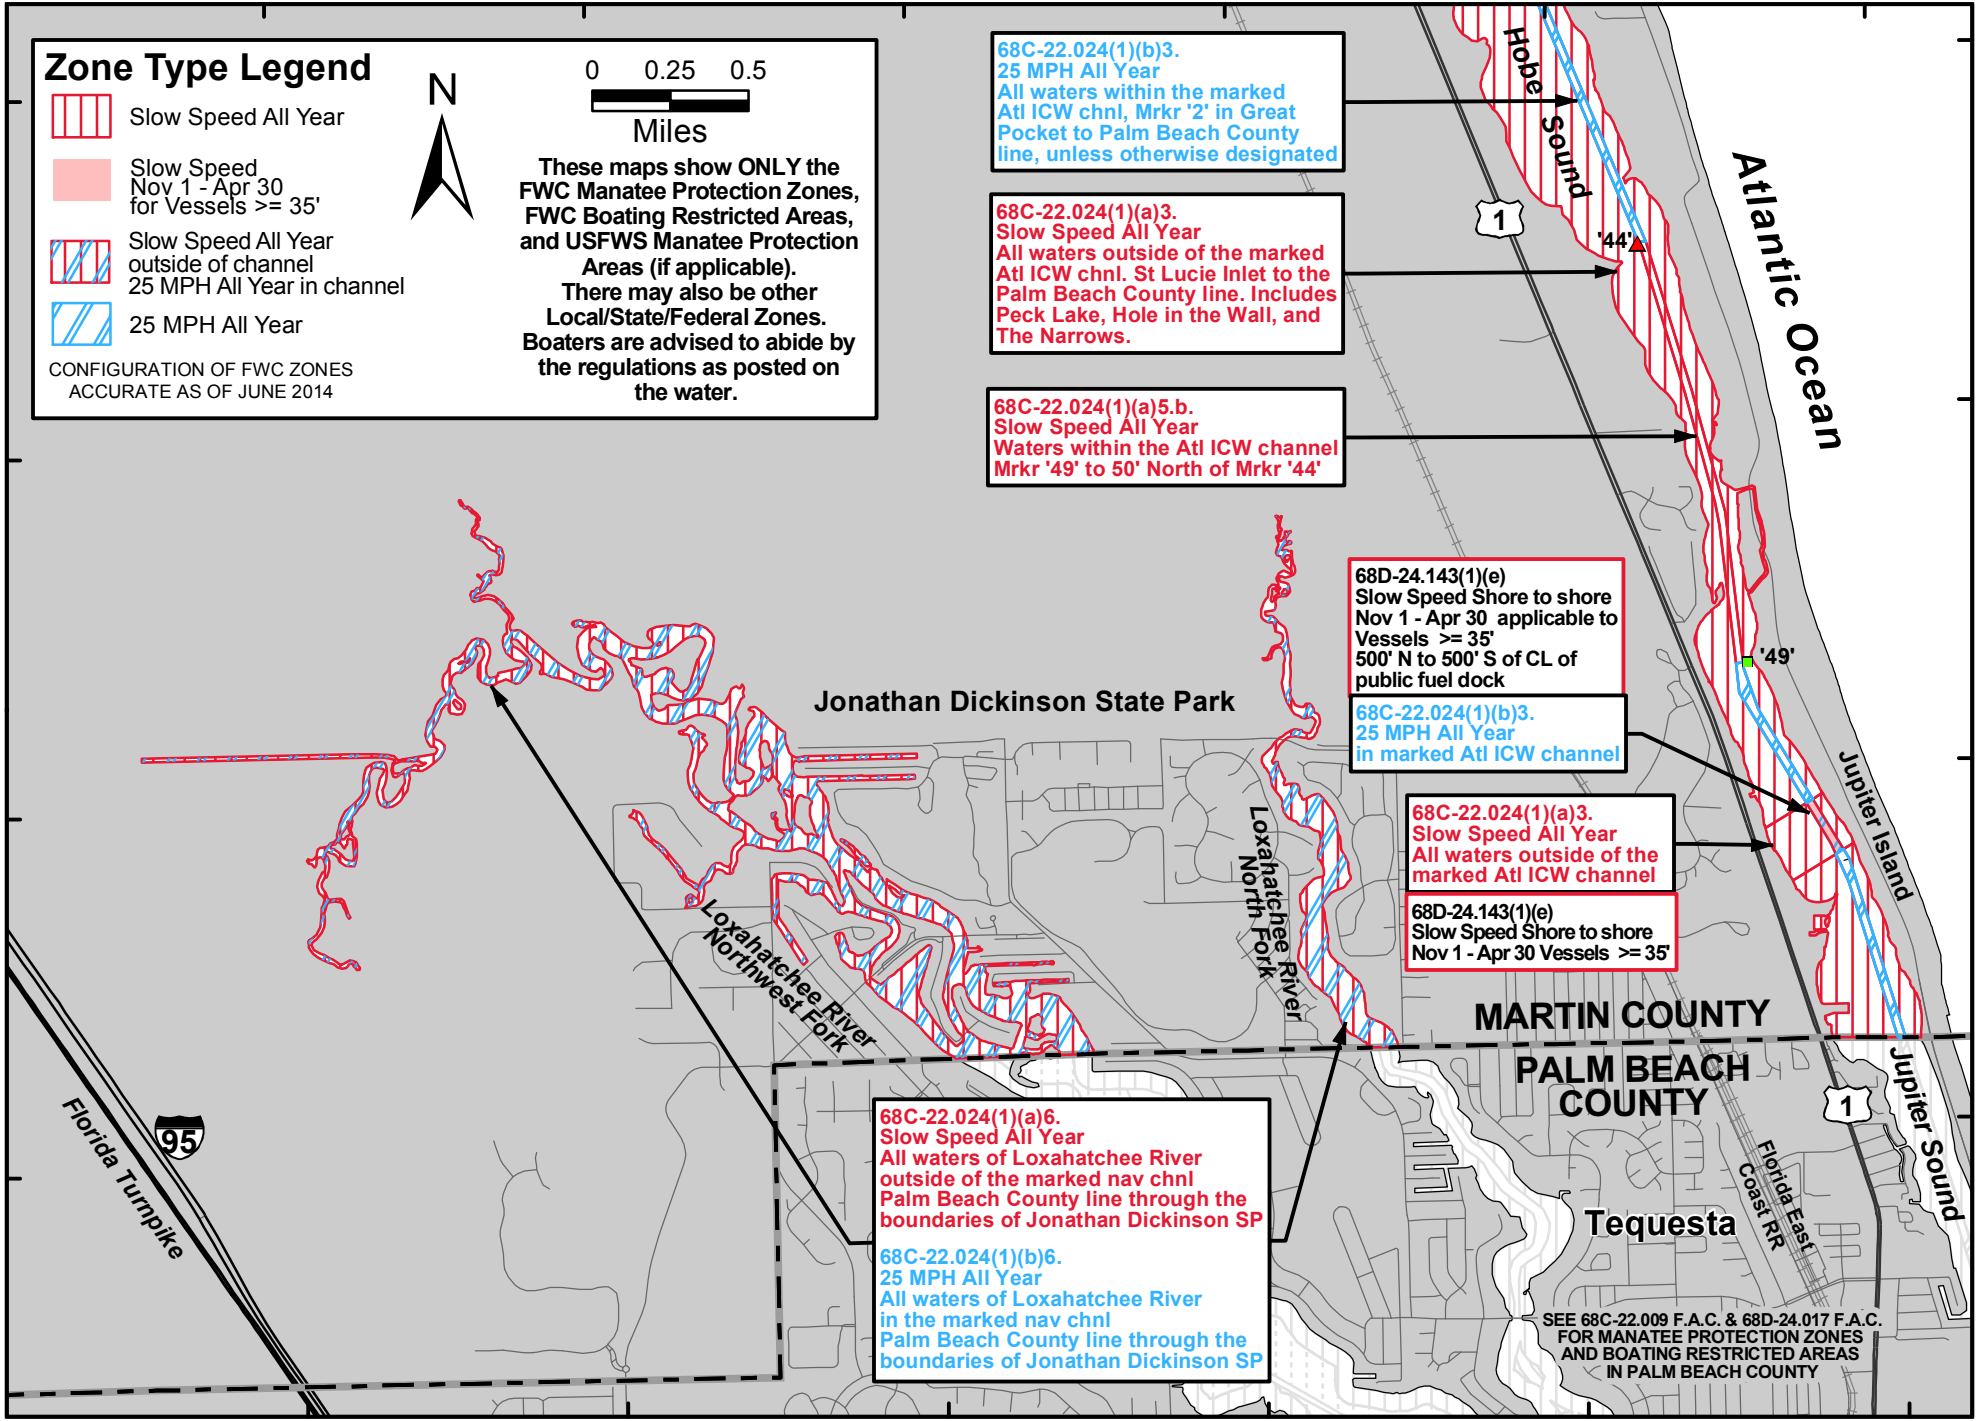 Zone Type Legend
Slow Speed All Year
Slow Speed
Nov 1 - Apr 30
for Vessels >= 35'
Slow Speed All Year
outside of channel
25 MPH All Year in channel
25 MPH All Year
CONFIGURATION OF FWC ZONES
ACCURATE AS OF JUNE 2014
N
0 0.25 0.5
Miles
These maps show ONLY the
FWC Manatee Protection Zones,
FWC Boating Restricted Areas,
and USFWS Manatee Protection
Areas (if applicable).
There may also be other
Local/State/Federal Zones.
Boaters are advised to abide by
the regulations as posted on
the water.
68C-22.024(1)(b)3.
25 MPH All Year
All waters within the marked
Atl ICW chnl, Mrkr '2' in Great
Pocket to Palm Beach County
line, unless otherwise designated
68C-22.024(1)(a)3.
Slow Speed All Year
All waters outside of the marked
Atl ICW chnl. St Lucie Inlet to the
Palm Beach County line. Includes
Peck Lake, Hole in the Wall, and
The Narrows.
68C-22.024(1)(a)5.b.
Slow Speed All Year
Waters within the Atl ICW channel
Mrkr '49' to 50' North of Mrkr '44'
Hobe Sound
1
'44'
Atlantic Ocean
68D-24.143(1)(e)
Slow Speed Shore to shore
Nov 1 - Apr 30 applicable to
Vessels >= 35'
500' N to 500' S of CL of
public fuel dock
'49'
68C-22.024(1)(b)3.
25 MPH All Year
in marked Atl ICW channel
68C-22.024(1)(a)3.
Slow Speed All Year
All waters outside of the
marked Atl ICW channel
68D-24.143(1)(e)
Slow Speed Shore to shore
Nov 1 - Apr 30 Vessels >= 35'
Jupiter Island
Jonathan Dickinson State Park
Loxahatchee River
Northwest Fork
Loxahatchee River
North Fork
MARTIN COUNTY
PALM BEACH
COUNTY
1
Jupiter Sound
Florida Turnpike
95
68C-22.024(1)(a)6.
Slow Speed All Year
All waters of Loxahatchee River
outside of the marked nav chnl
Palm Beach County line through the
boundaries of Jonathan Dickinson SP
68C-22.024(1)(b)6.
25 MPH All Year
All waters of Loxahatchee River
in the marked nav chnl
Palm Beach County line through the
boundaries of Jonathan Dickinson SP
Tequesta
Florida East
Coast RR
SEE 68C-22.009 F.A.C. & 68D-24.017 F.A.C.
FOR MANATEE PROTECTION ZONES
AND BOATING RESTRICTED AREAS
IN PALM BEACH COUNTY